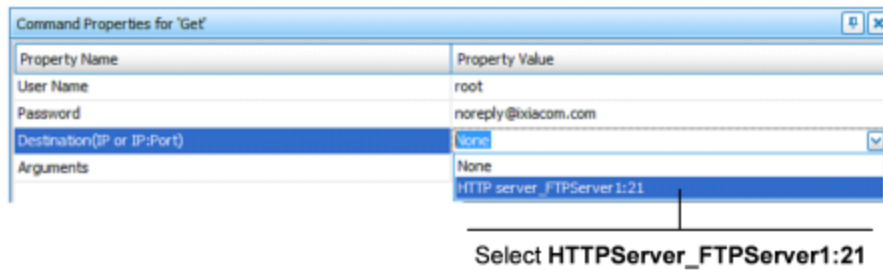 Command Properties for 'Get'
Property Name Property Value
User Name root
Password noreply@ixiacom.com
Destination(IP or IP:Port) None
Arguments None
HTTP server_FTPServer1:21
Select HTTPServer_FTPServer1:21